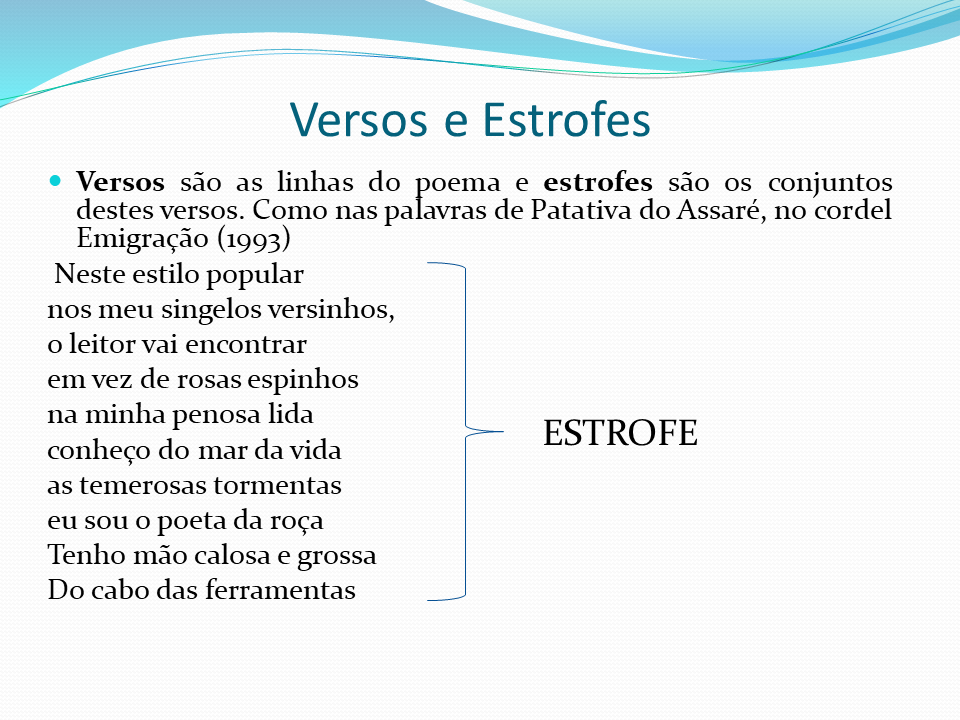 Versos e Estrofes
Versos são as linhas do poema e estrofes são os conjuntos
destes versos. Como nas palavras de Patativa do Assaré, no cordel
Emigração (1993)
Neste estilo popular
nos meu singelos versinhos,
o leitor vai encontrar
em vez de rosas espinhos
na minha penosa lida
conheço do mar da vida
as temerosas tormentas
eu sou o poeta da roça
Tenho mão calosa e grossa
Do cabo das ferramentas
ESTROFE